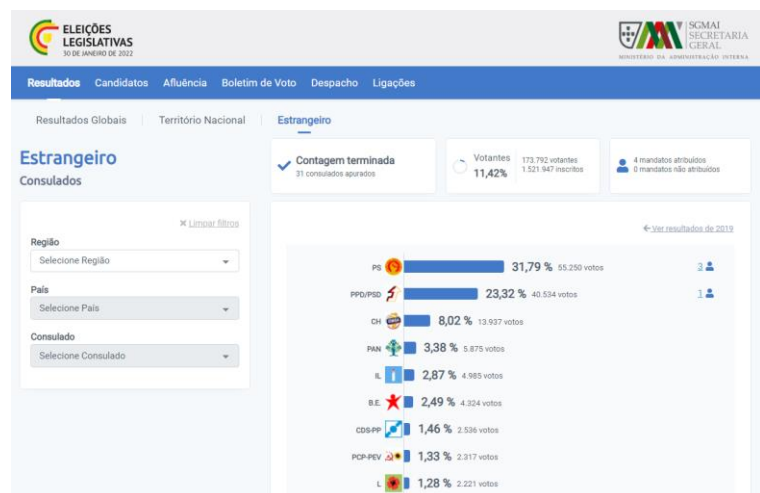 ELEIÇÕES
LEGISLATIVAS
30 DE JANEIRO DE 2022
SGMAI
SECRETARIA
GERAL
MINISTÉRIO DA ADMINISTRAÇÃO INTERNA
Resultados Candidatos Afluência Boletim de Voto Despacho Ligações
Resultados Globais Território Nacional Estrangeiro
Estrangeiro
Consulados
Contagem terminada
31 consulados apurados
Votantes
11,42%
173.792 votantes
1.521.947 inscritos
4 mandatos atribuídos
0 mandatos não atribuídos
Limpar filtros
Região
Selecione Região
País
Selecione País
Consulado
Selecione Consulado
Ver resultados de 2019
PS 31,79 % 55.250 votos 3
PPD/PSD 23,32 % 40.534 votos 1
CH 8,02 % 13.937 votos
PAN 3,38 % 5.875 votos
IL 2,87 % 4.985 votos
B.E. 2,49 % 4.324 votos
CDS-PP 1,46 % 2.536 votos
PCP-PEV 1,33 % 2.317 votos
L 1,28 % 2.221 votos